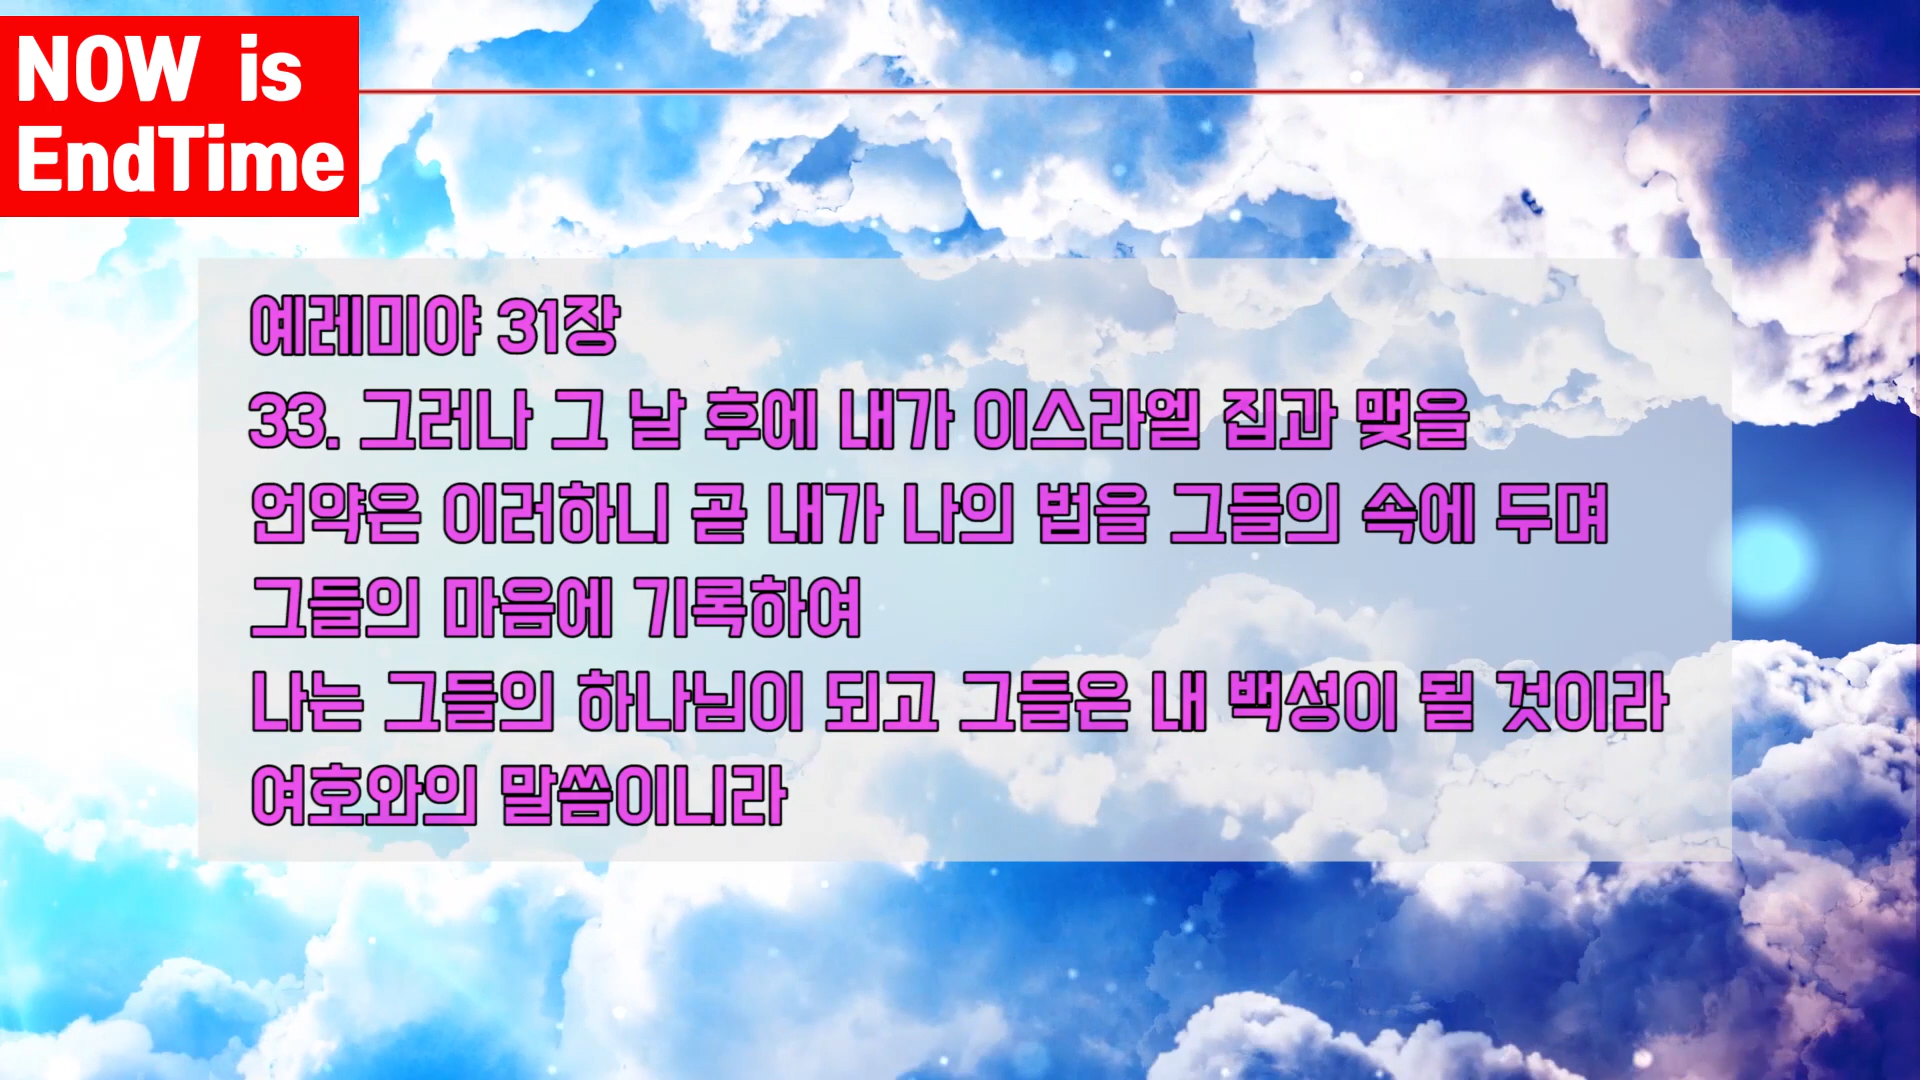 NOW is
EndTime
예레미야 31장
33. 그러나 그 날 후에 내가 이스라엘 집과 맺을
언약은 이러하니 곧 내가 나의 법을 그들의 속에 두며
그들의 마음에 기록하여
나는 그들의 하나님이 되고 그들은 내 백성이 될 것이라
여호와의 말씀이니라